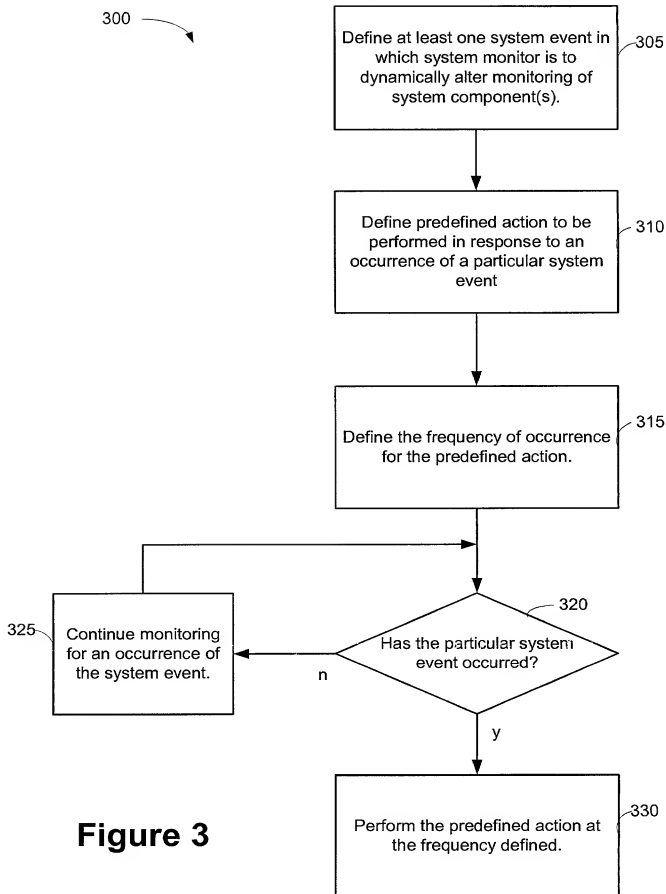 300
Define at least one system event in
which system monitor is to
dynamically alter monitoring of
system component(s).
305
Define predefined action to be
performed in response to an
occurrence of a particular system
event
310
Define the frequency of occurrence
for the predefined action.
315
320
Has the particular system
event occurred?
325
Continue monitoring
for an occurrence of
the system event.
n
y
Perform the predefined action at
the frequency defined.
330
Figure 3